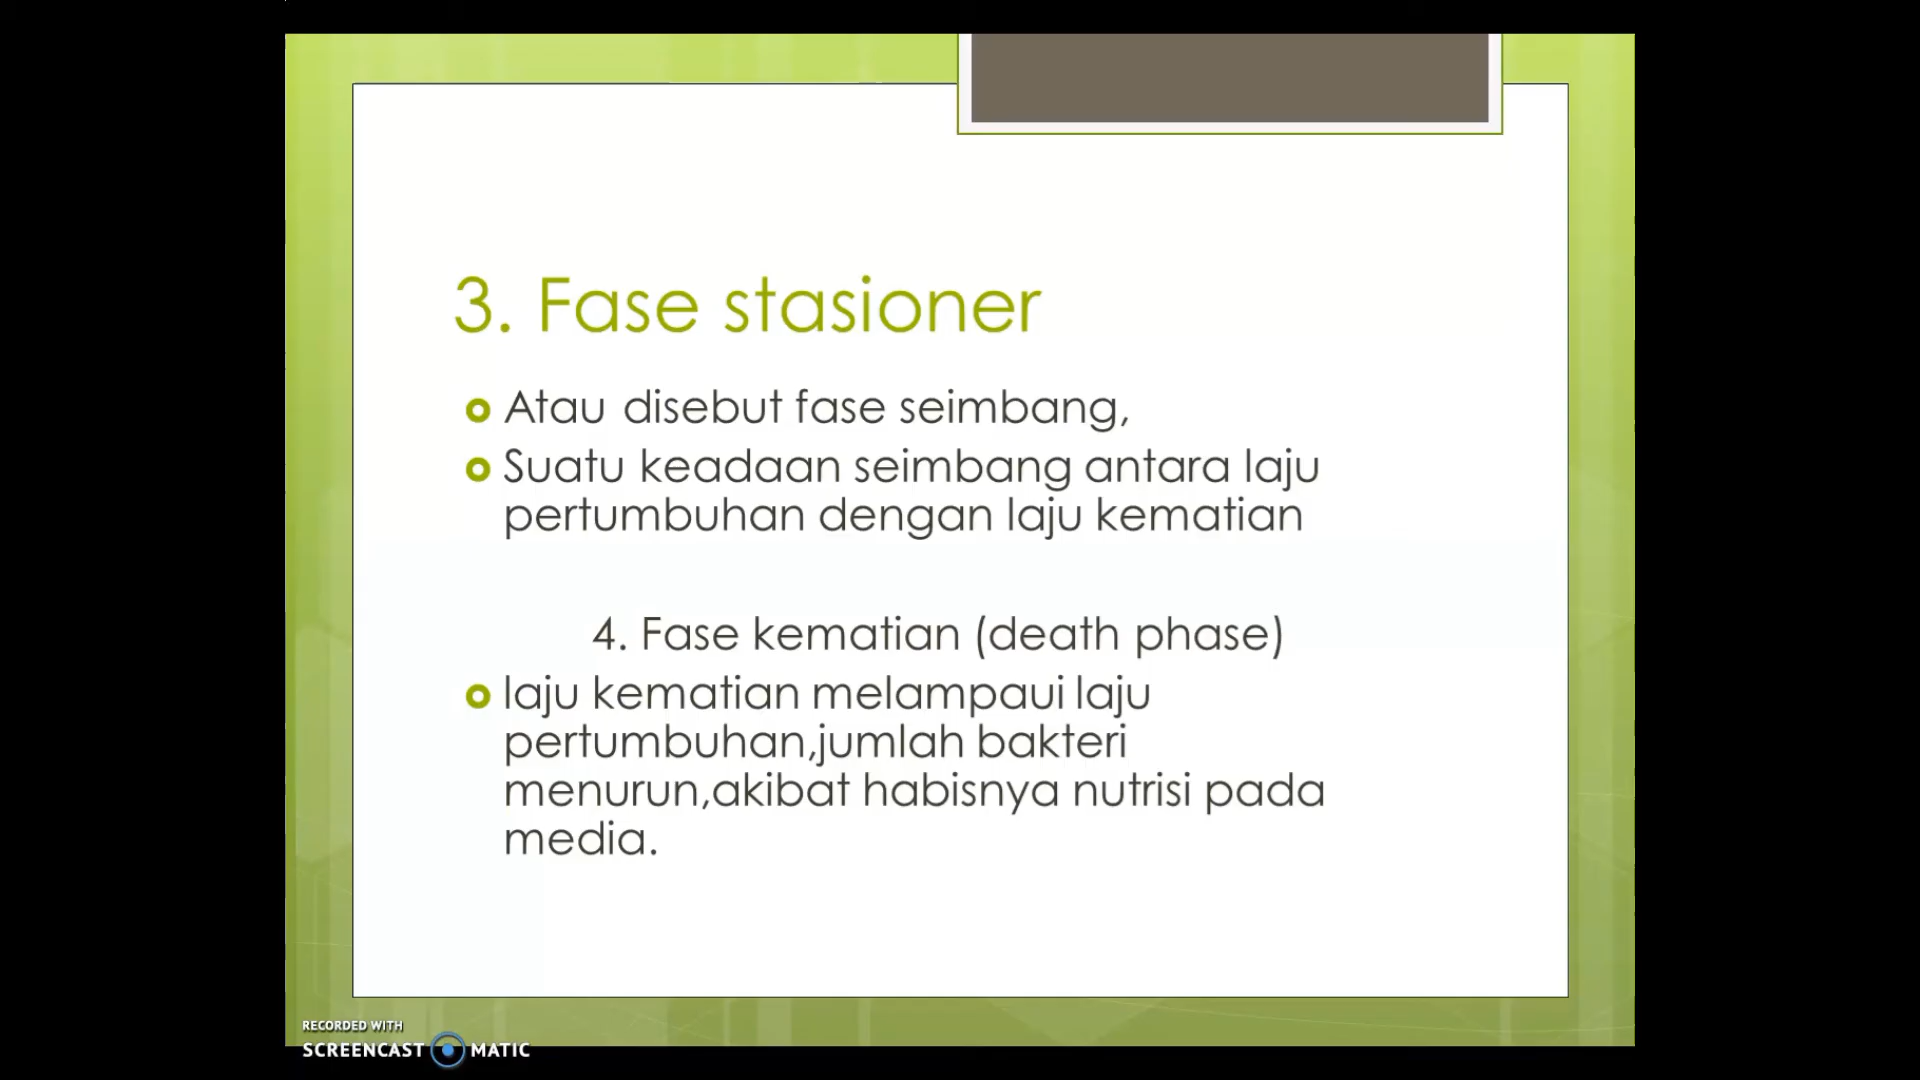 3. Fase stasioner
Atau disebut fase seimbang,
Suatu keadaan seimbang antara laju
pertumbuhan dengan laju kematian
4. Fase kematian (death phase)
laju kematian melampaui laju
pertumbuhan,jumlah bakteri
menurun,akibat habisnya nutrisi pada
media.
RECORDED WITH
SCREENCAST MATIC